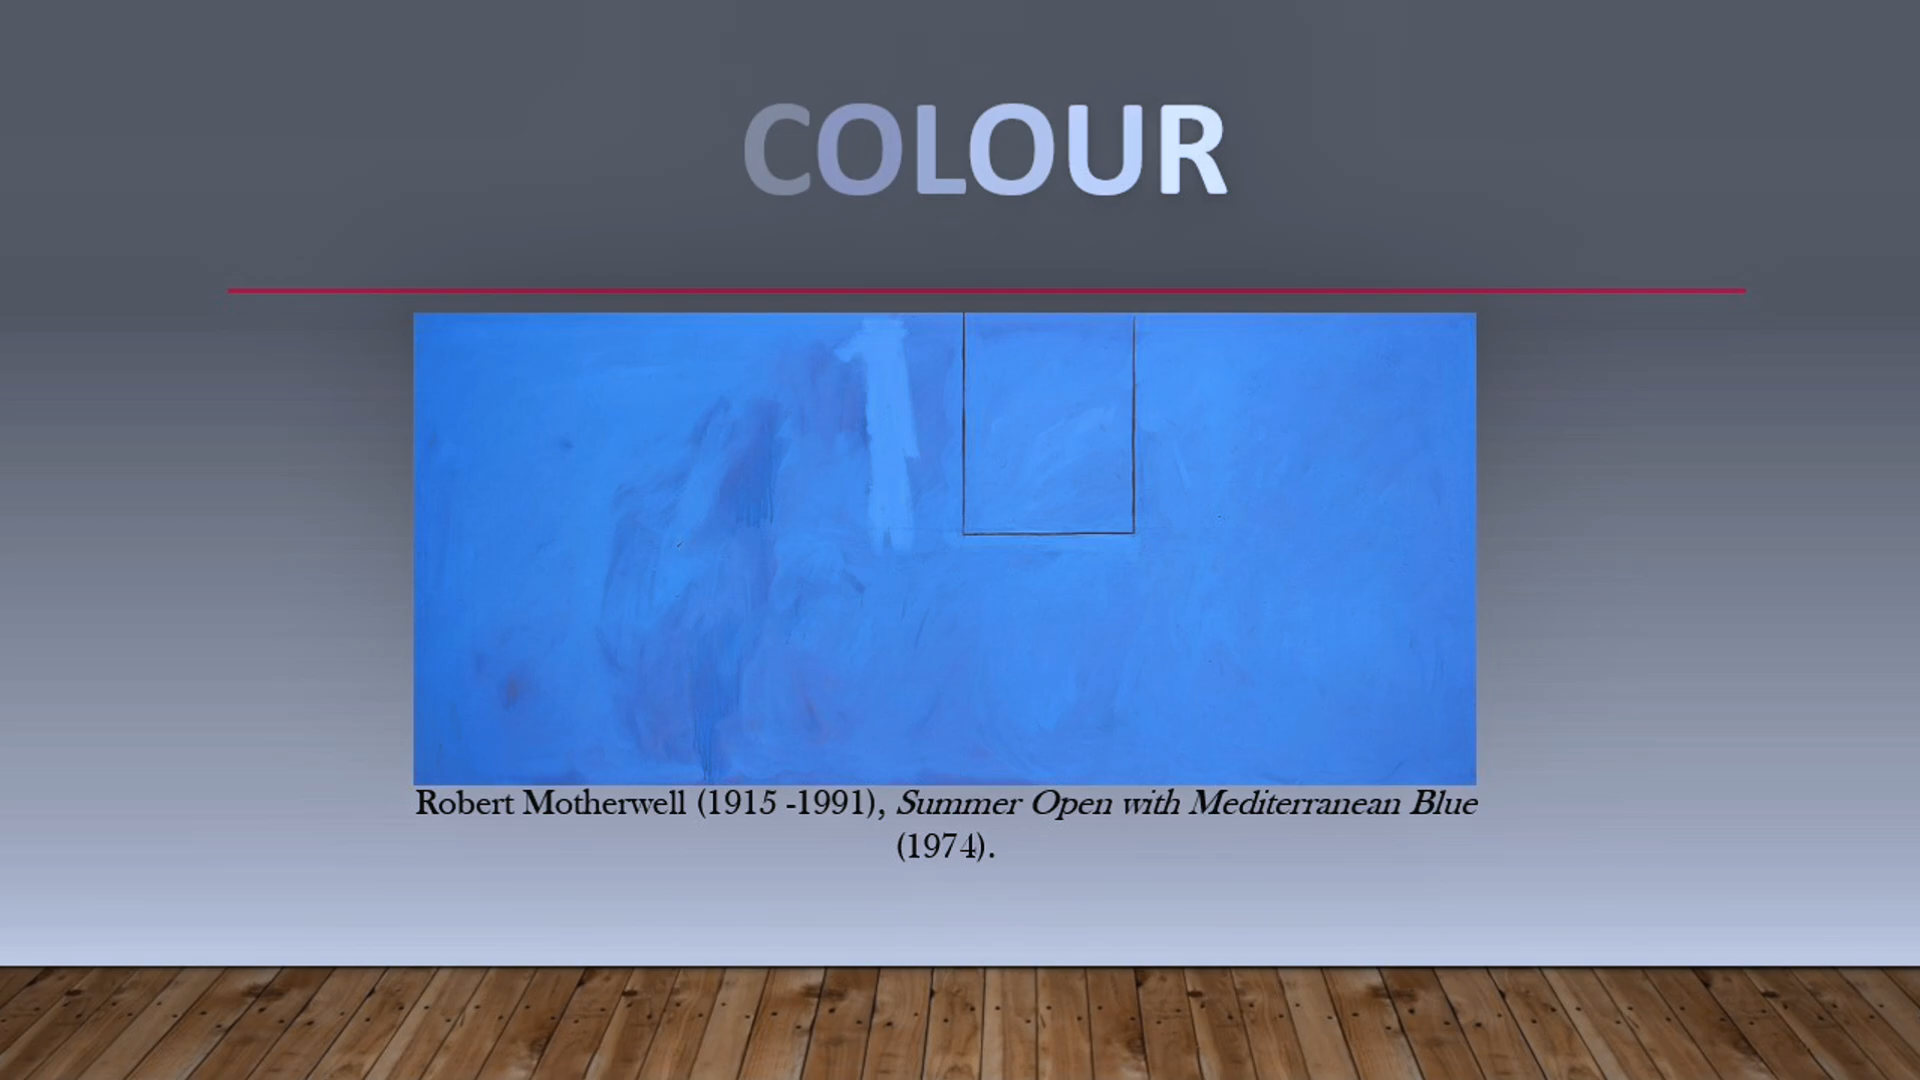 COLOUR
Robert Motherwell (1915 -1991), Summer Open with Mediterranean Blue
(1974).